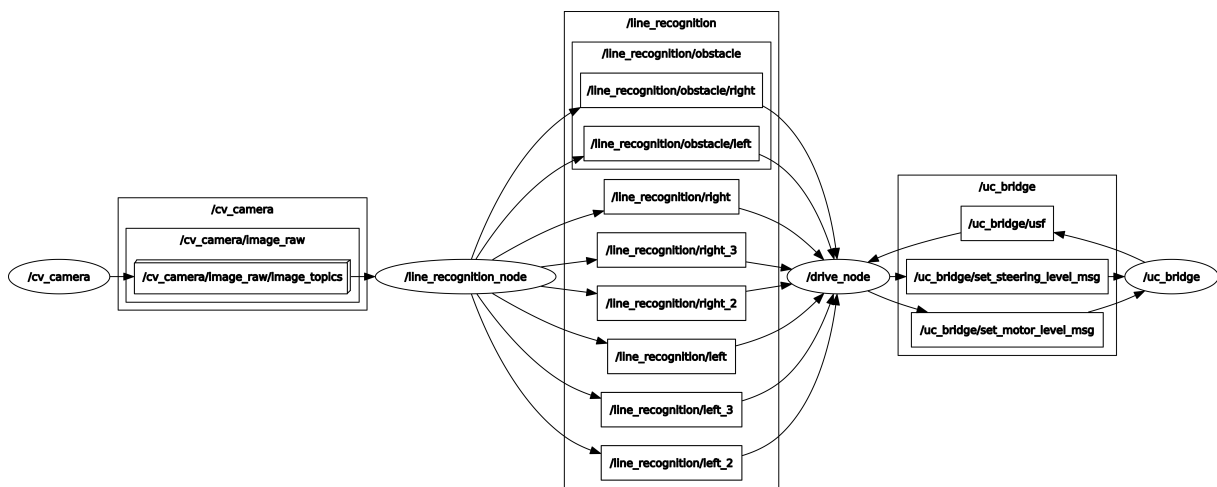 /line_recognition
/line_recognition/obstacle
/line_recognition/obstacle/right
/line_recognition/obstacle/left
/line_recognition/right
/line_recognition/right_3
/line_recognition/right_2
/line_recognition/left
/line_recognition/left_3
/line_recognition/left_2
/cv_camera
/cv_camera/image_raw
/cv_camera
/cv_camera/image_raw/image_topics
/line_recognition_node
/drive_node
/uc_bridge
/uc_bridge/usf
/uc_bridge/set_steering_level_msg
/uc_bridge/set_motor_level_msg
/uc_bridge